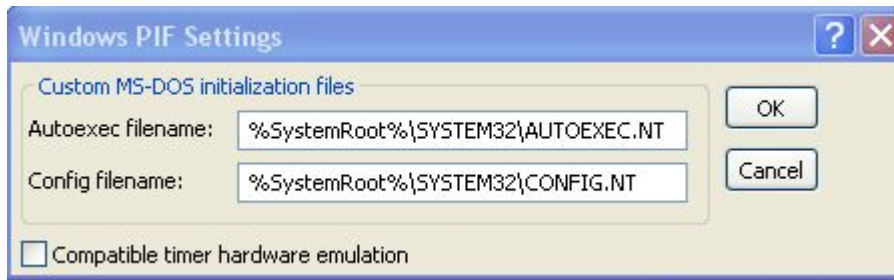 Windows PIF Settings
Custom MS-DOS initialization files
Autoexec filename: %SystemRoot%\SYSTEM32\AUTOEXEC.NT
OK
Config filename: %SystemRoot%\SYSTEM32\CONFIG.NT
Cancel
Compatible timer hardware emulation